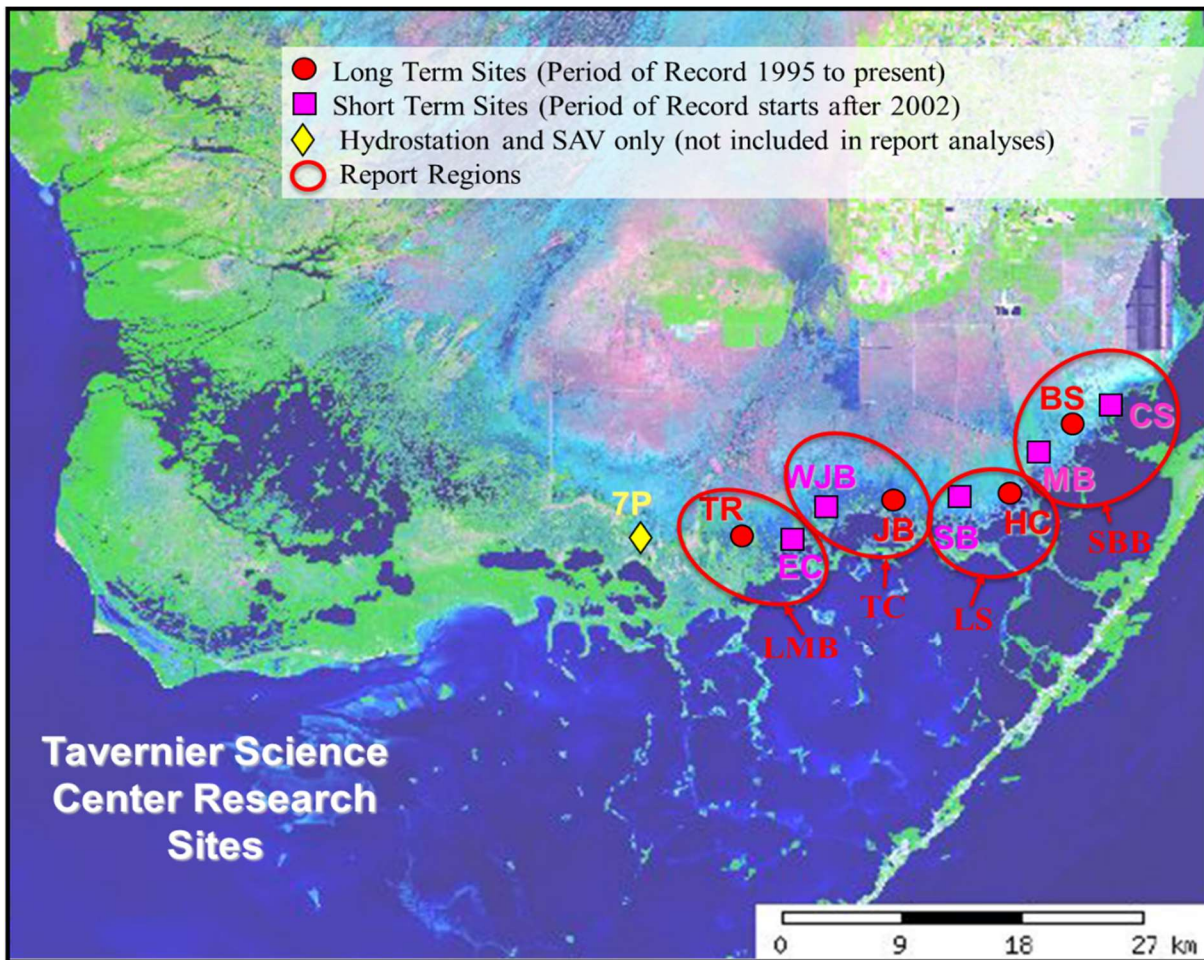 Long Term Sites (Period of Record 1995 to present)
Short Term Sites (Period of Record starts after 2002)
Hydrostation and SAV only (not included in report analyses)
Report Regions
BS
CS
MB
SBB
WJB
JB
TC
SB
HC
LS
7P
TR
EC
LMB
Tavernier Science
Center Research
Sites
0 9 18 27 km